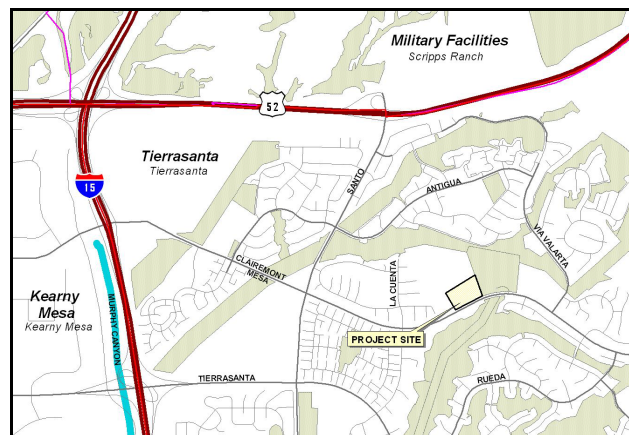 Military Facilities
Scripps Ranch
52
Tierrasanta
Tierrasanta
15
SANTO
ANTIGUA
VIA VALARTA
CLAIREMONT
MESA
LA CUENTA
Kearny
Mesa
Kearny Mesa
MURPHY CANYON
PROJECT SITE
TIERRASANTA
RUEDA